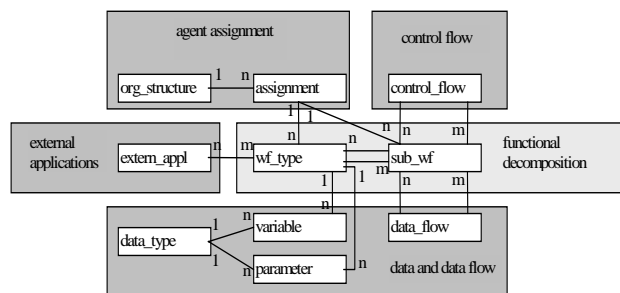 agent assignment
control flow
1
n
org_structure
assignment
control_flow
1
1
n
n
n
m
external
applications
extern_appl
n
m
wf_type
n
m
sub_wf
functional
decomposition
1
1
n
m
n
1
n
variable
data_type
data_flow
1
n
parameter
n
data and data flow